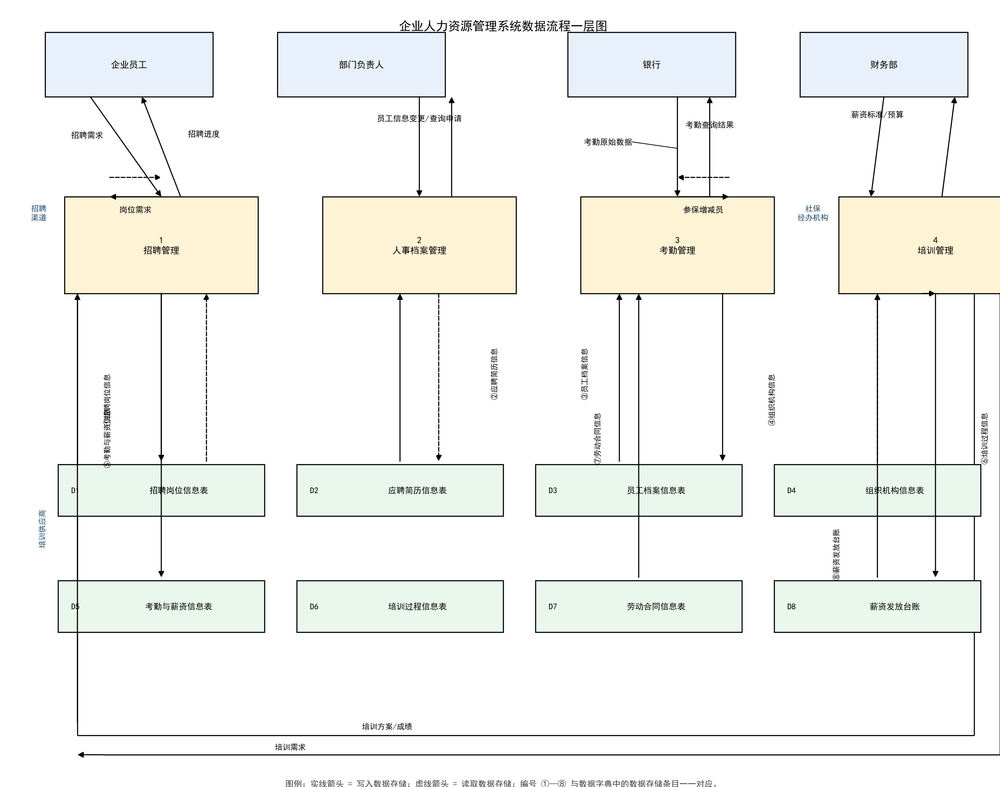 企业人力资源管理系统数据流程一层图
企业员工
部门负责人
银行
财务部
招聘需求
招聘进度
员工信息变更/查询申请
考勤查询结果
考勤原始数据
薪资标准/预算
招聘
渠道
岗位需求
参保增减员
社保
经办机构
1
招聘管理
2
人事档案管理
3
考勤管理
4
培训管理
招聘岗位信息
⑤考勤与薪资信息
②应聘简历信息
③员工档案信息
⑦劳动合同信息
④组织机构信息
⑥培训过程信息
D1
招聘岗位信息表
D2
应聘简历信息表
D3
员工档案信息表
D4
组织机构信息表
培训供应商
⑧薪资发放台账
D5
考勤与薪资信息表
D6
培训过程信息表
D7
劳动合同信息表
D8
薪资发放台账
培训方案/成绩
培训需求
图例：实线箭头 = 写入数据存储；虚线箭头 = 读取数据存储；编号 ①—⑧ 与数据字典中的数据存储条目一一对应。